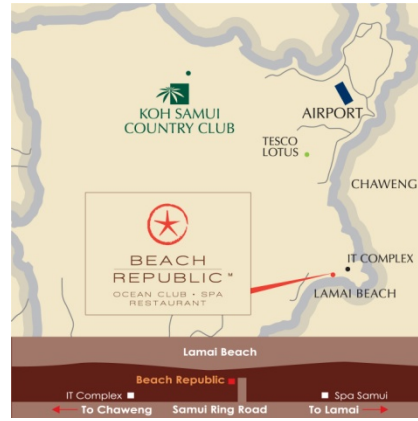 KOH SAMUI
COUNTRY CLUB
AIRPORT
TESCO
LOTUS
CHAWENG
BEACH
REPUBLIC
OCEAN CLUB • SPA
RESTAURANT
IT COMPLEX
LAMAI BEACH
Lamai Beach
Beach Republic
IT Complex
Spa Samui
To Chaweng
Samui Ring Road
To Lamai